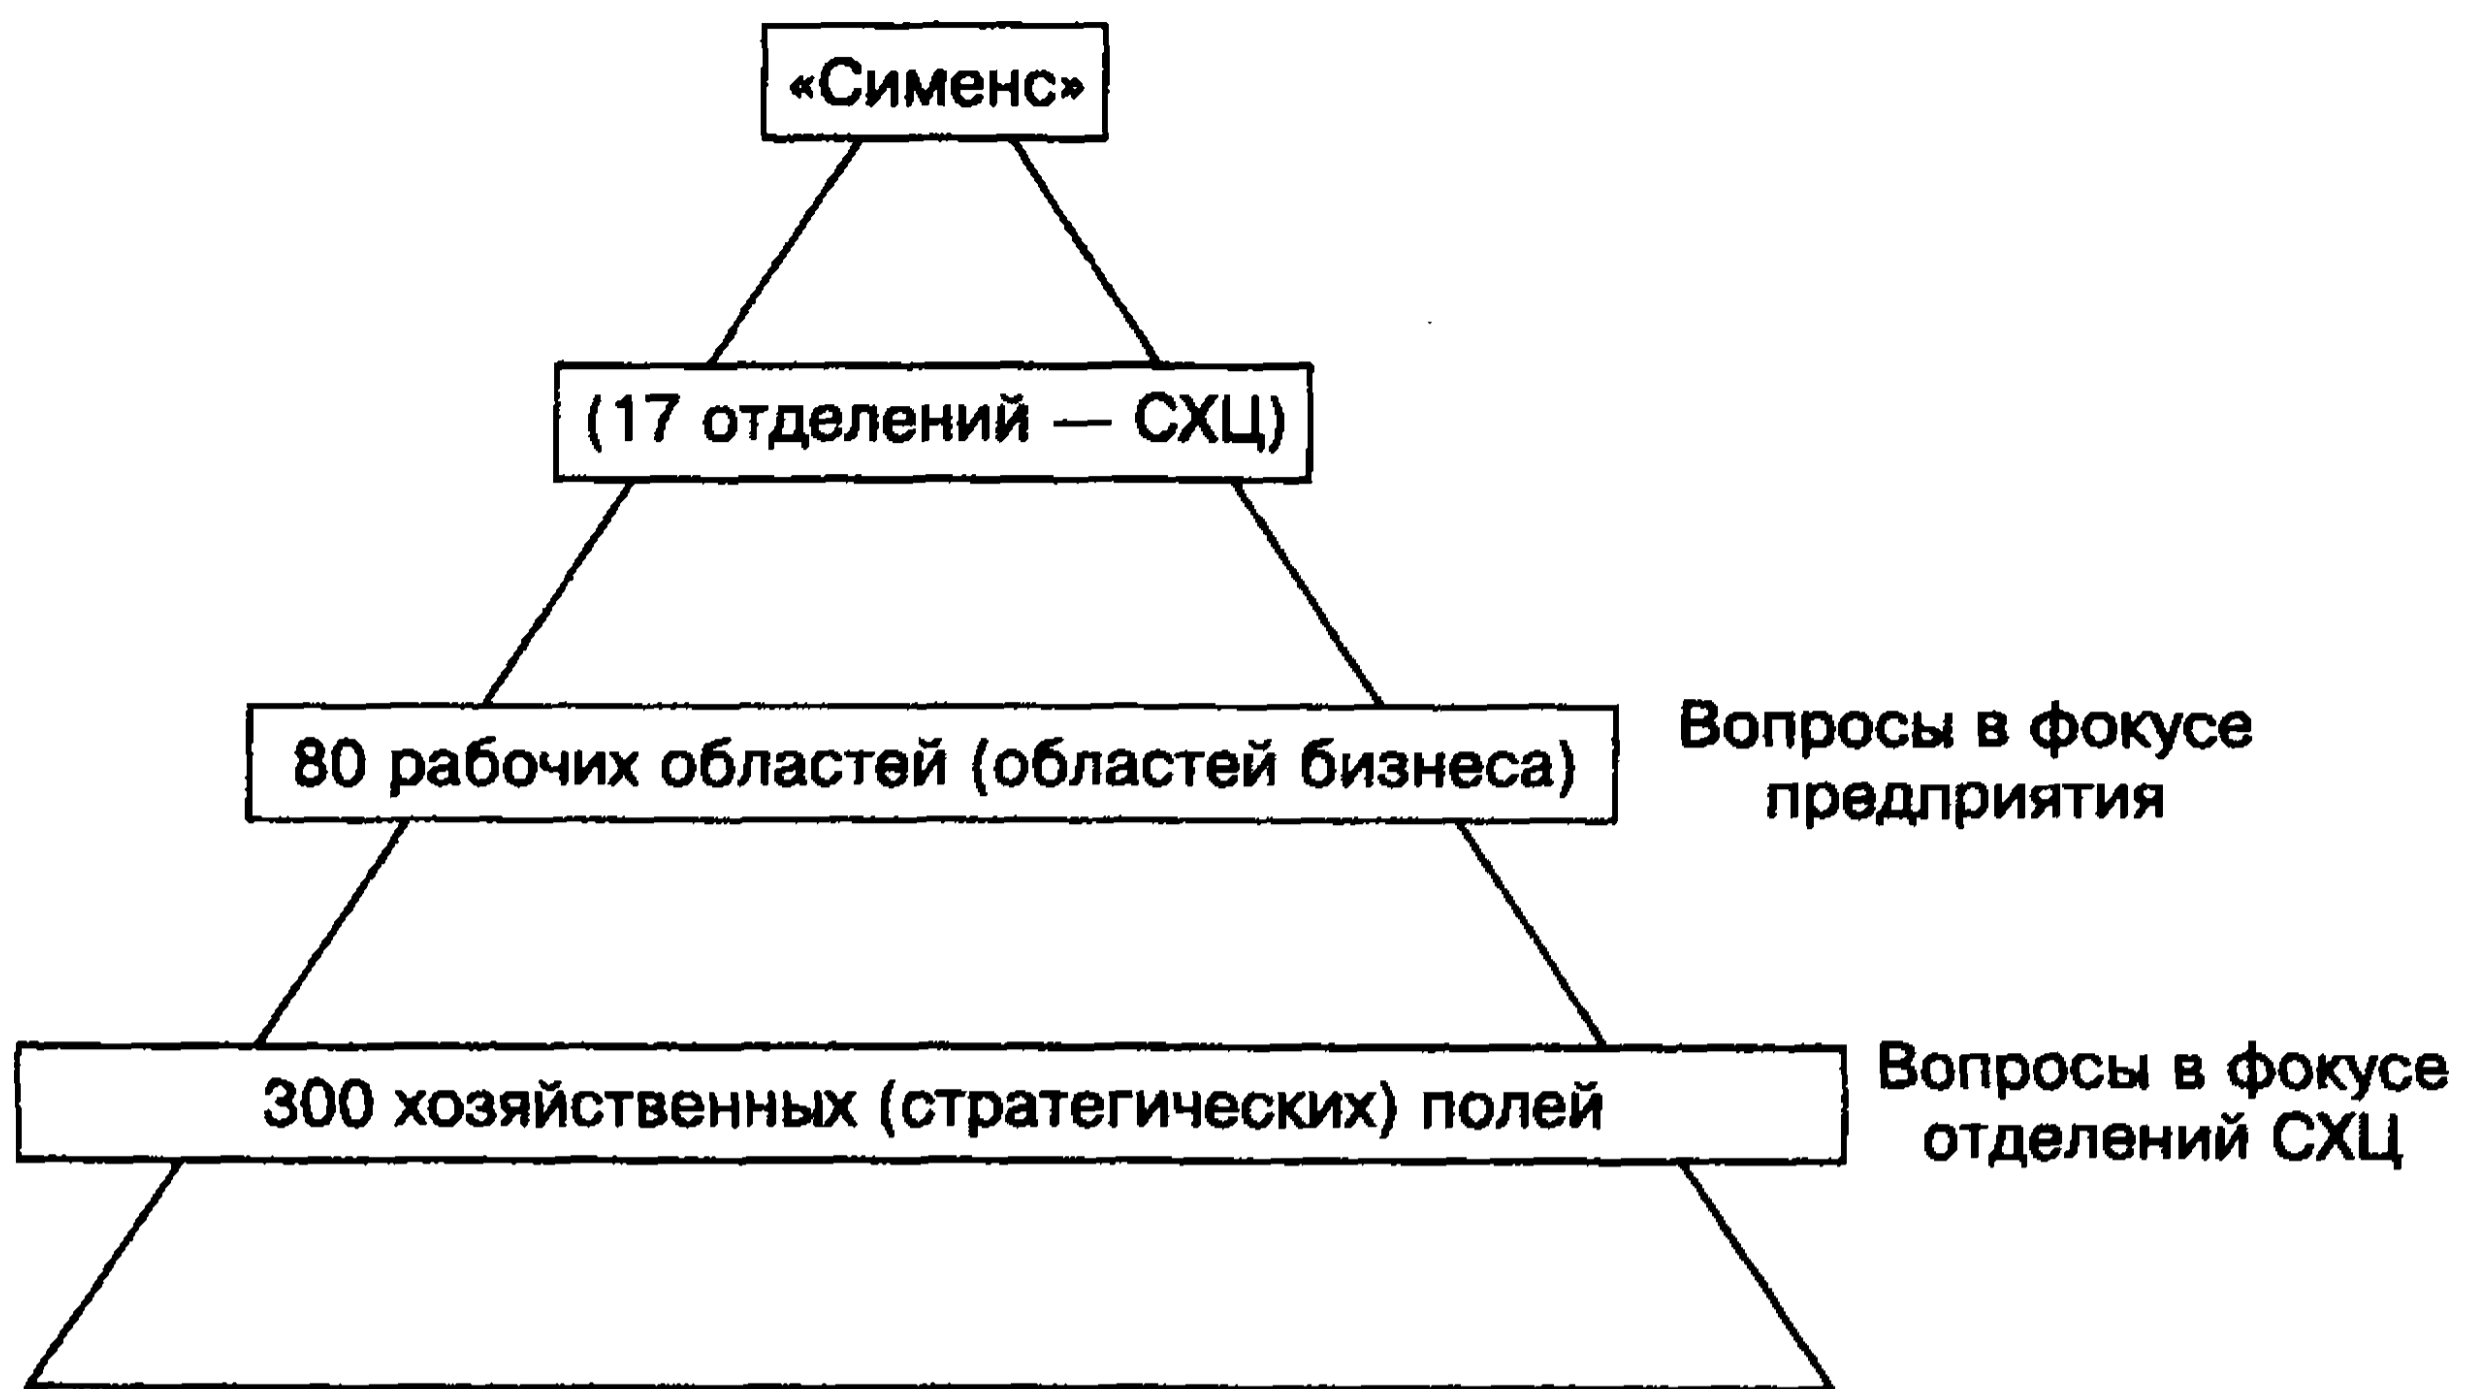 «Сименс»
(17 отделений — СХЦ)
80 рабочих областей (областей бизнеса)
Вопросы в фокусе
предприятия
300 хозяйственных (стратегических) полей
Вопросы в фокусе
отделений СХЦ